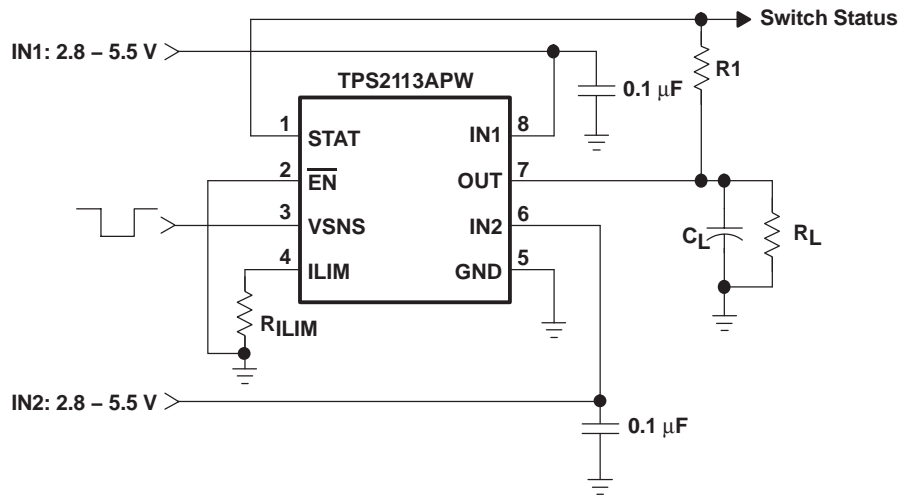 Switch Status
IN1: 2.8 – 5.5 V
R1
TPS2113APW
0.1 µF
1
STAT
IN1
8
2
EN
OUT
7
3
VSNS
IN2
6
4
ILIM
GND
5
CL
RL
RILIM
IN2: 2.8 – 5.5 V
0.1 µF